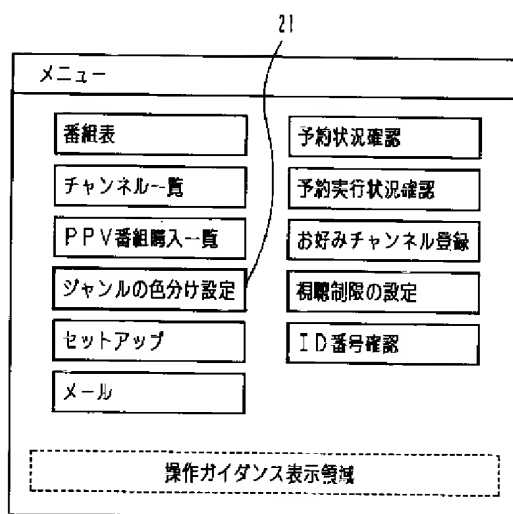 21
メニュー
番組表
チャンネル一覧
PPV番組購入一覧
ジャンルの色分け設定
セットアップ
メール
予約状況確認
予約実行状況確認
お好みチャンネル登録
視聴制限の設定
ID番号確認
操作ガイダンス表示領域